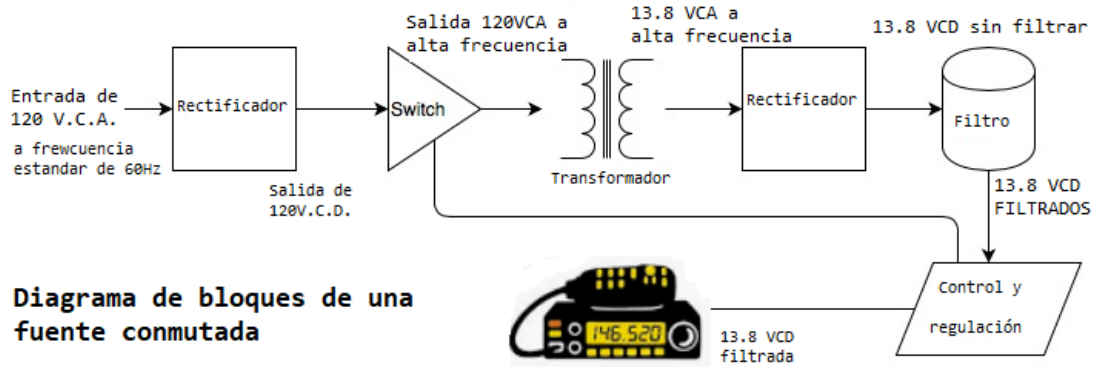 Entrada de
120 V.C.A.
a frewcuencia
estandar de 60Hz
Rectificador
Salida de
120V.C.D.
Switch
Salida 120VCA a
alta frecuencia
Transformador
13.8 VCA a
alta frecuencia
Rectificador
13.8 VCD sin filtrar
Filtro
13.8 VCD
FILTRADOS
Control y
regulación
13.8 VCD
filtrada
146.520
Diagrama de bloques de una
fuente conmutada